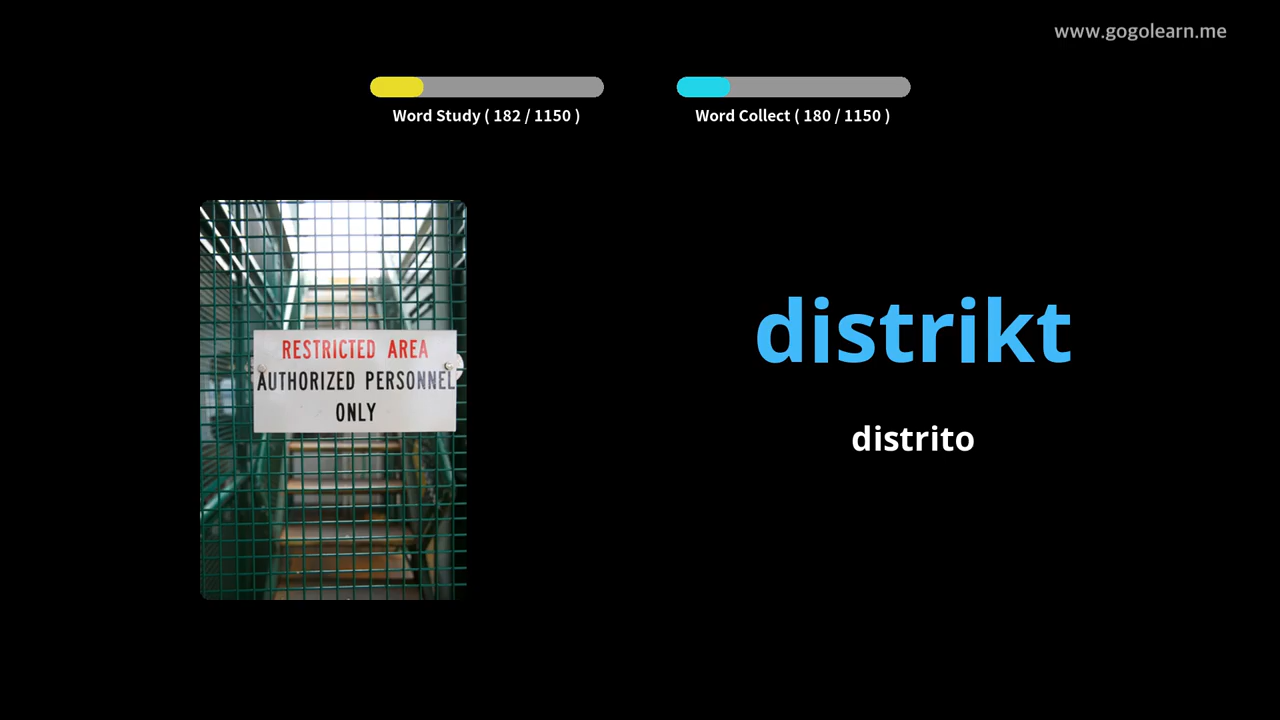 www.gogolearn.me
Word Study ( 182 / 1150 )
Word Collect ( 180 / 1150 )
RESTRICTED AREA
AUTHORIZED PERSONNEL
ONLY
distrikt
distrito